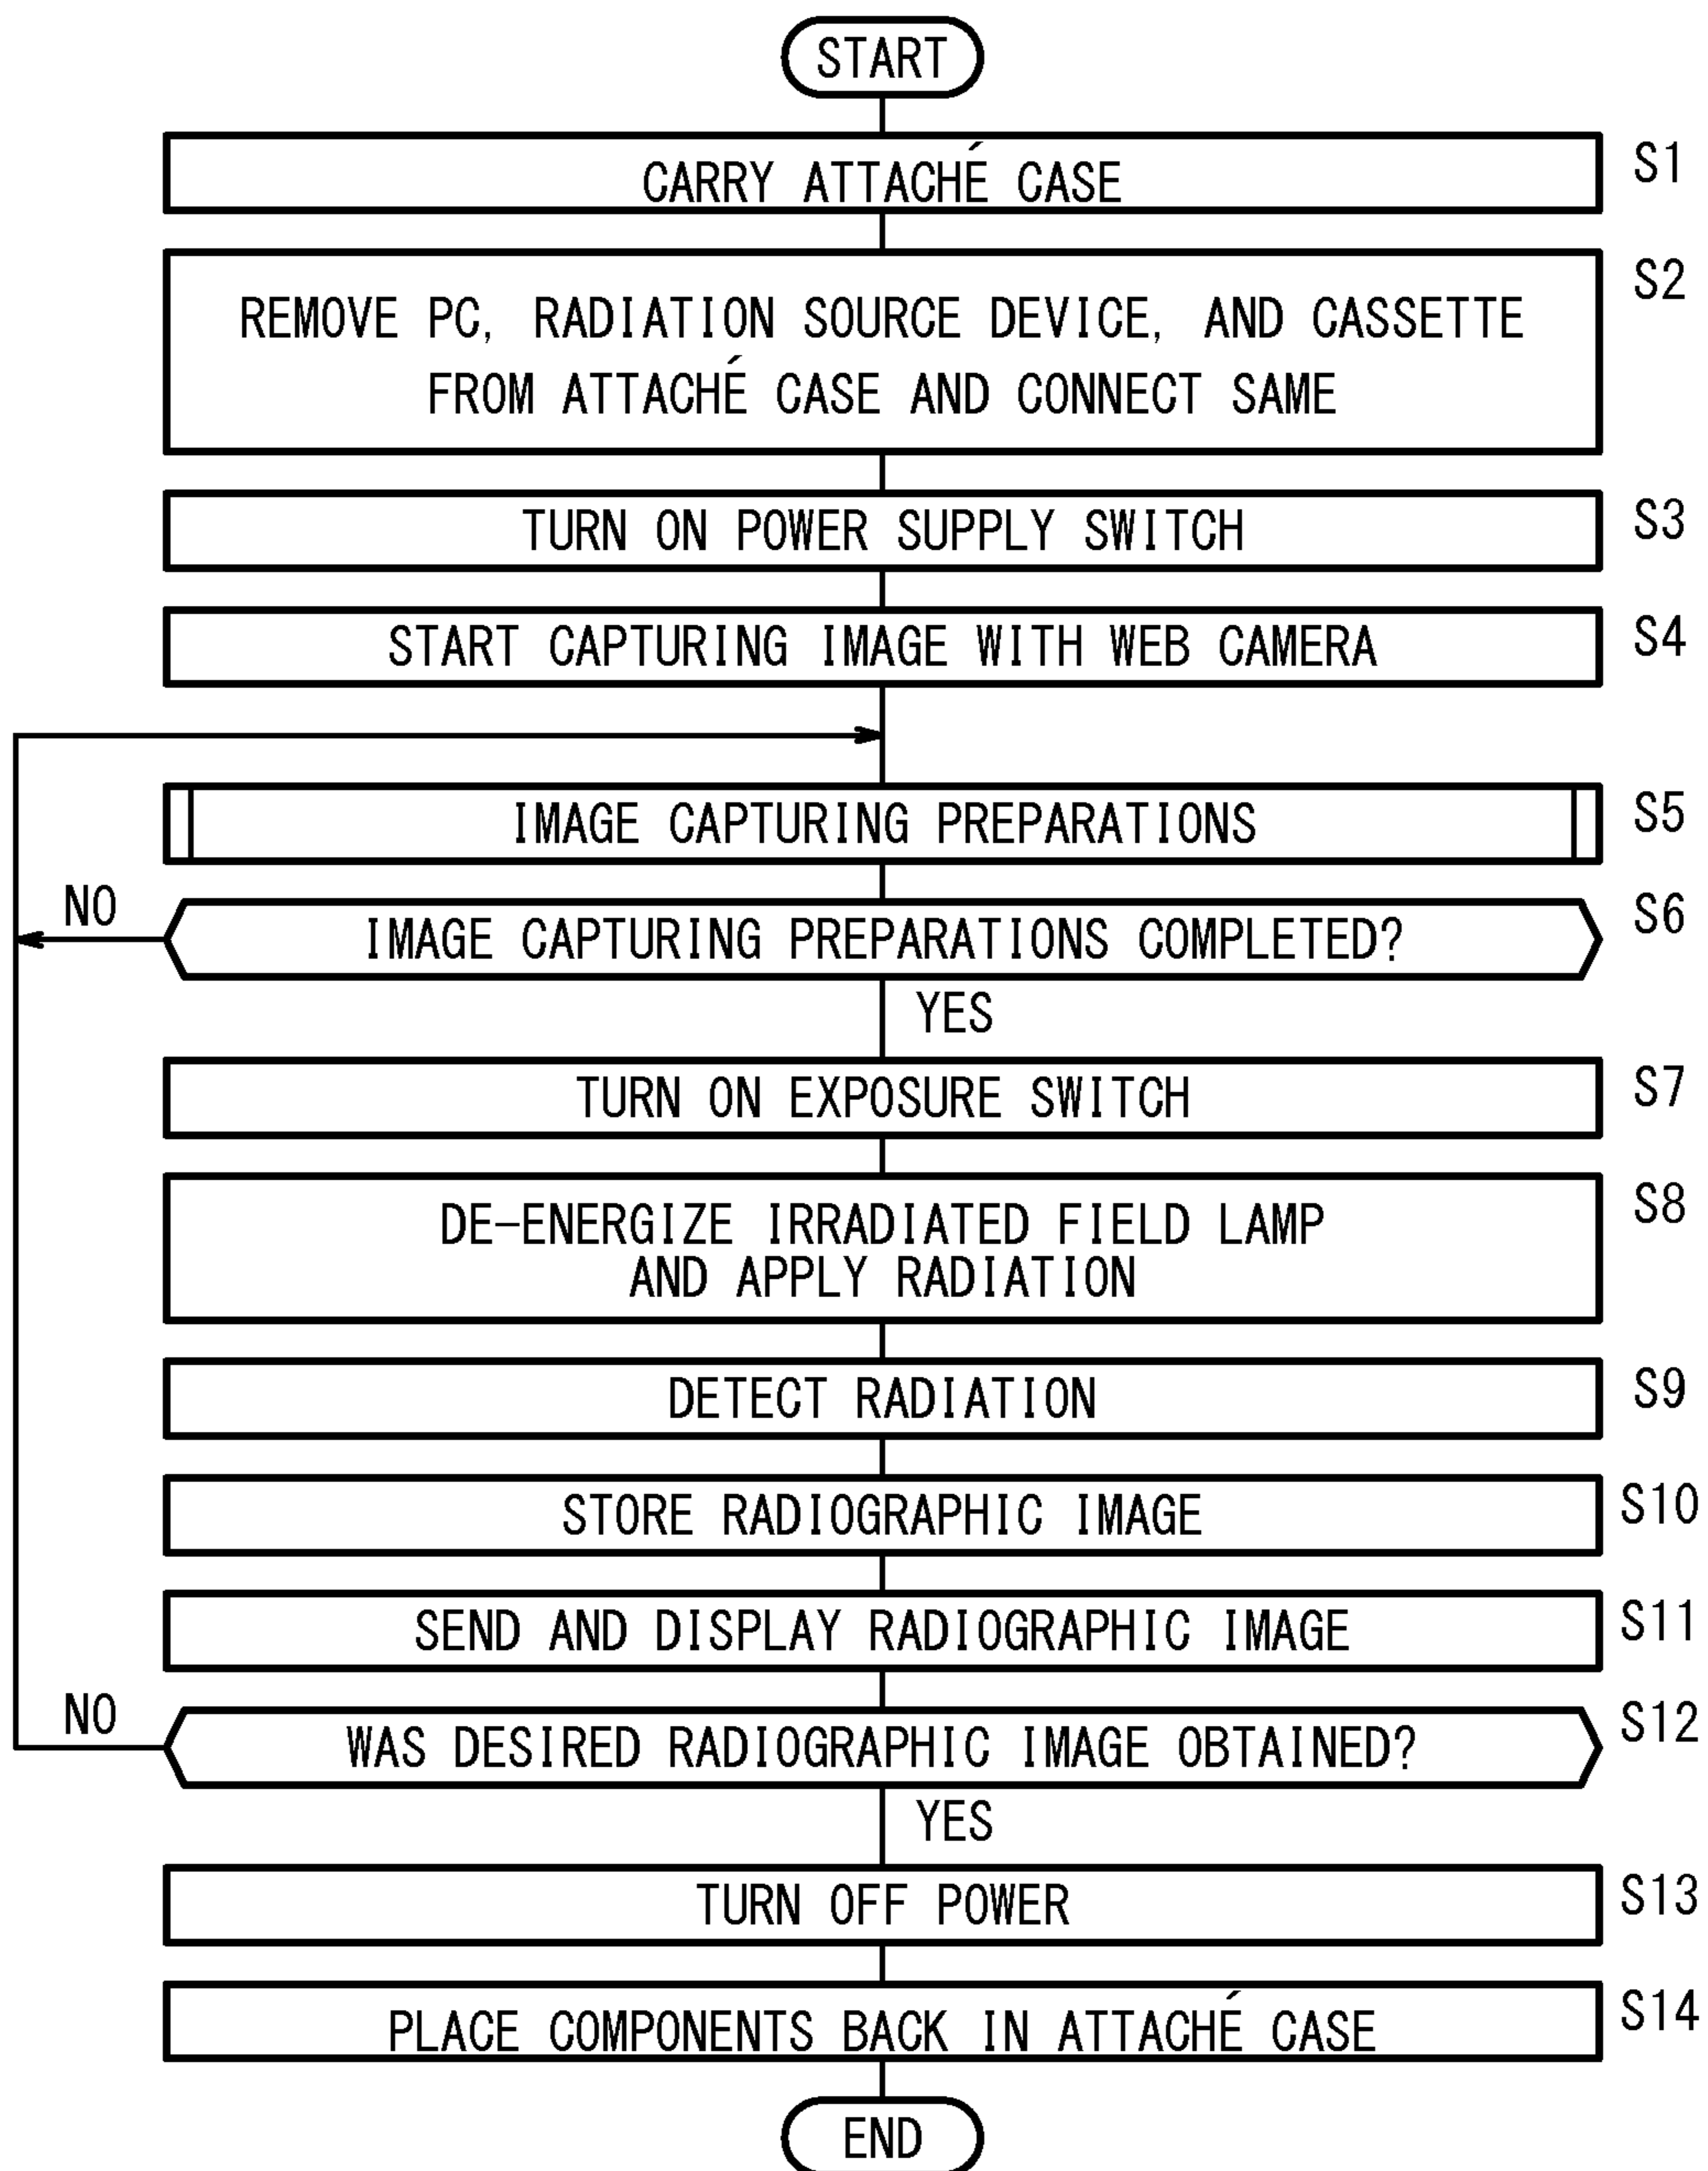 START
CARRY ATTACHÉ CASE
S1
REMOVE PC, RADIATION SOURCE DEVICE, AND CASSETTE
FROM ATTACHÉ CASE AND CONNECT SAME
S2
TURN ON POWER SUPPLY SWITCH
S3
START CAPTURING IMAGE WITH WEB CAMERA
S4
IMAGE CAPTURING PREPARATIONS
S5
NO
IMAGE CAPTURING PREPARATIONS COMPLETED?
S6
YES
TURN ON EXPOSURE SWITCH
S7
DE-ENERGIZE IRRADIATED FIELD LAMP
AND APPLY RADIATION
S8
DETECT RADIATION
S9
STORE RADIOGRAPHIC IMAGE
S10
SEND AND DISPLAY RADIOGRAPHIC IMAGE
S11
NO
WAS DESIRED RADIOGRAPHIC IMAGE OBTAINED?
S12
YES
TURN OFF POWER
S13
PLACE COMPONENTS BACK IN ATTACHÉ CASE
S14
END